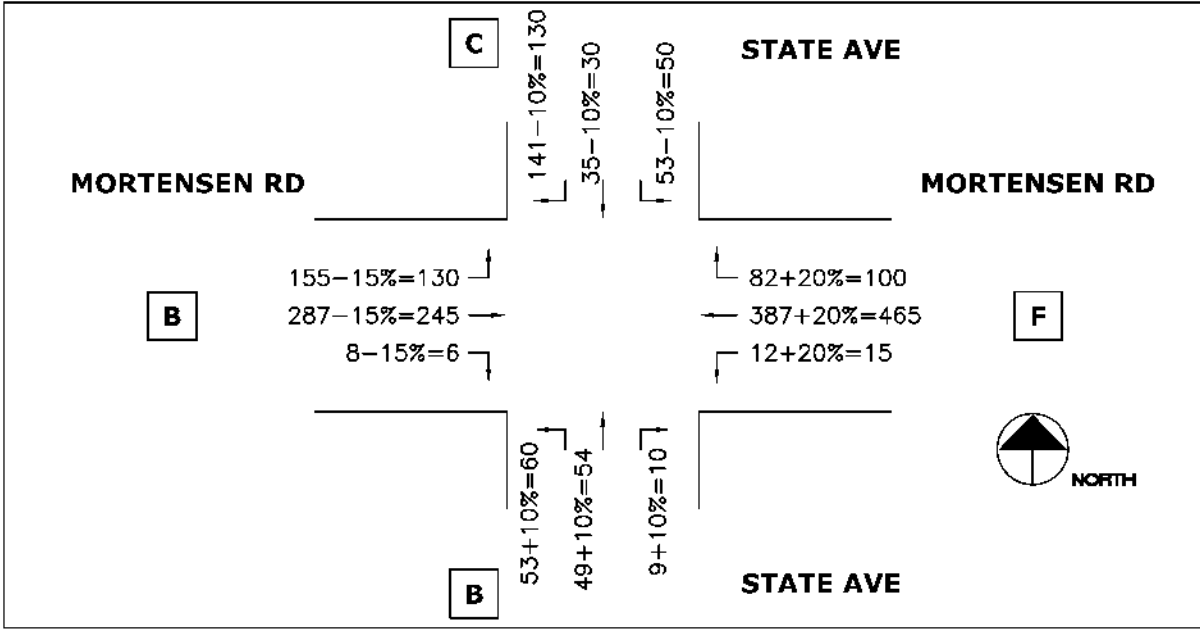 C
141-10%=130
35-10%=30
53-10%=50
STATE AVE
MORTENSEN RD
MORTENSEN RD
155-15%=130
287-15%=245
8-15%=6
82+20%=100
387+20%=465
12+20%=15
B
F
53+10%=60
49+10%=54
9+10%=10
NORTH
B
STATE AVE